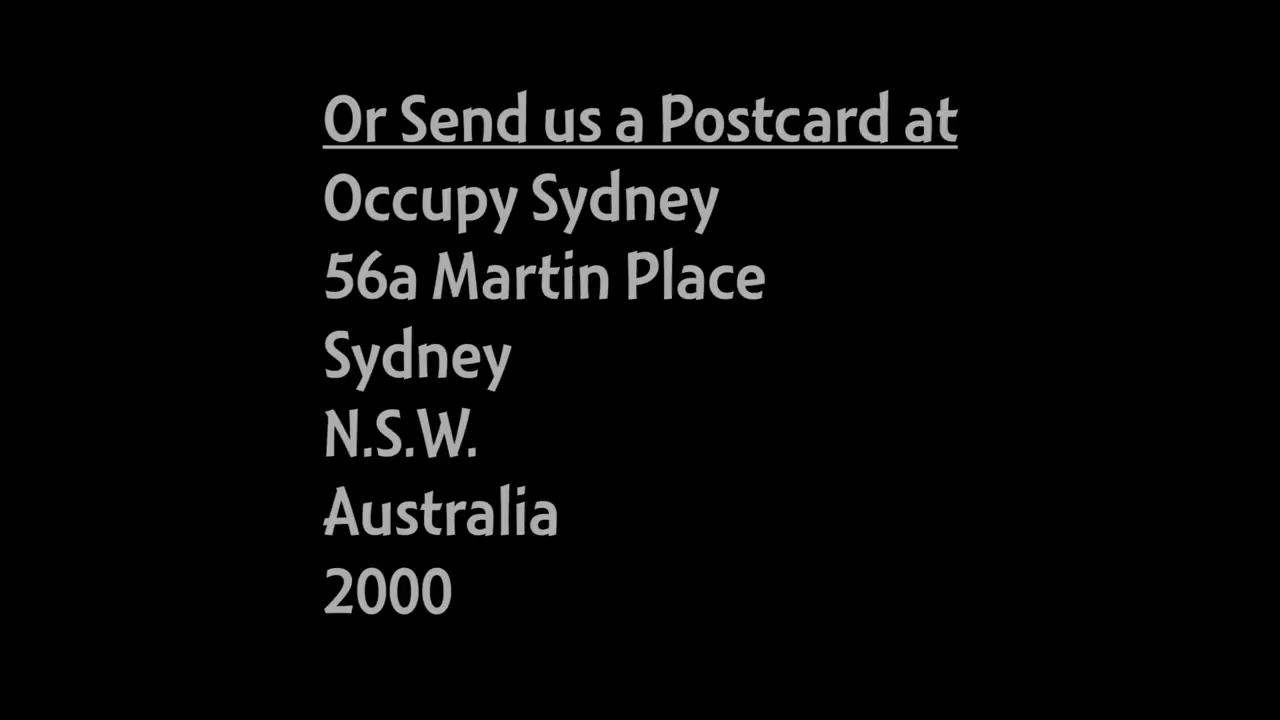 Or Send us a Postcard at
Occupy Sydney
56a Martin Place
Sydney
N.S.W.
Australia
2000